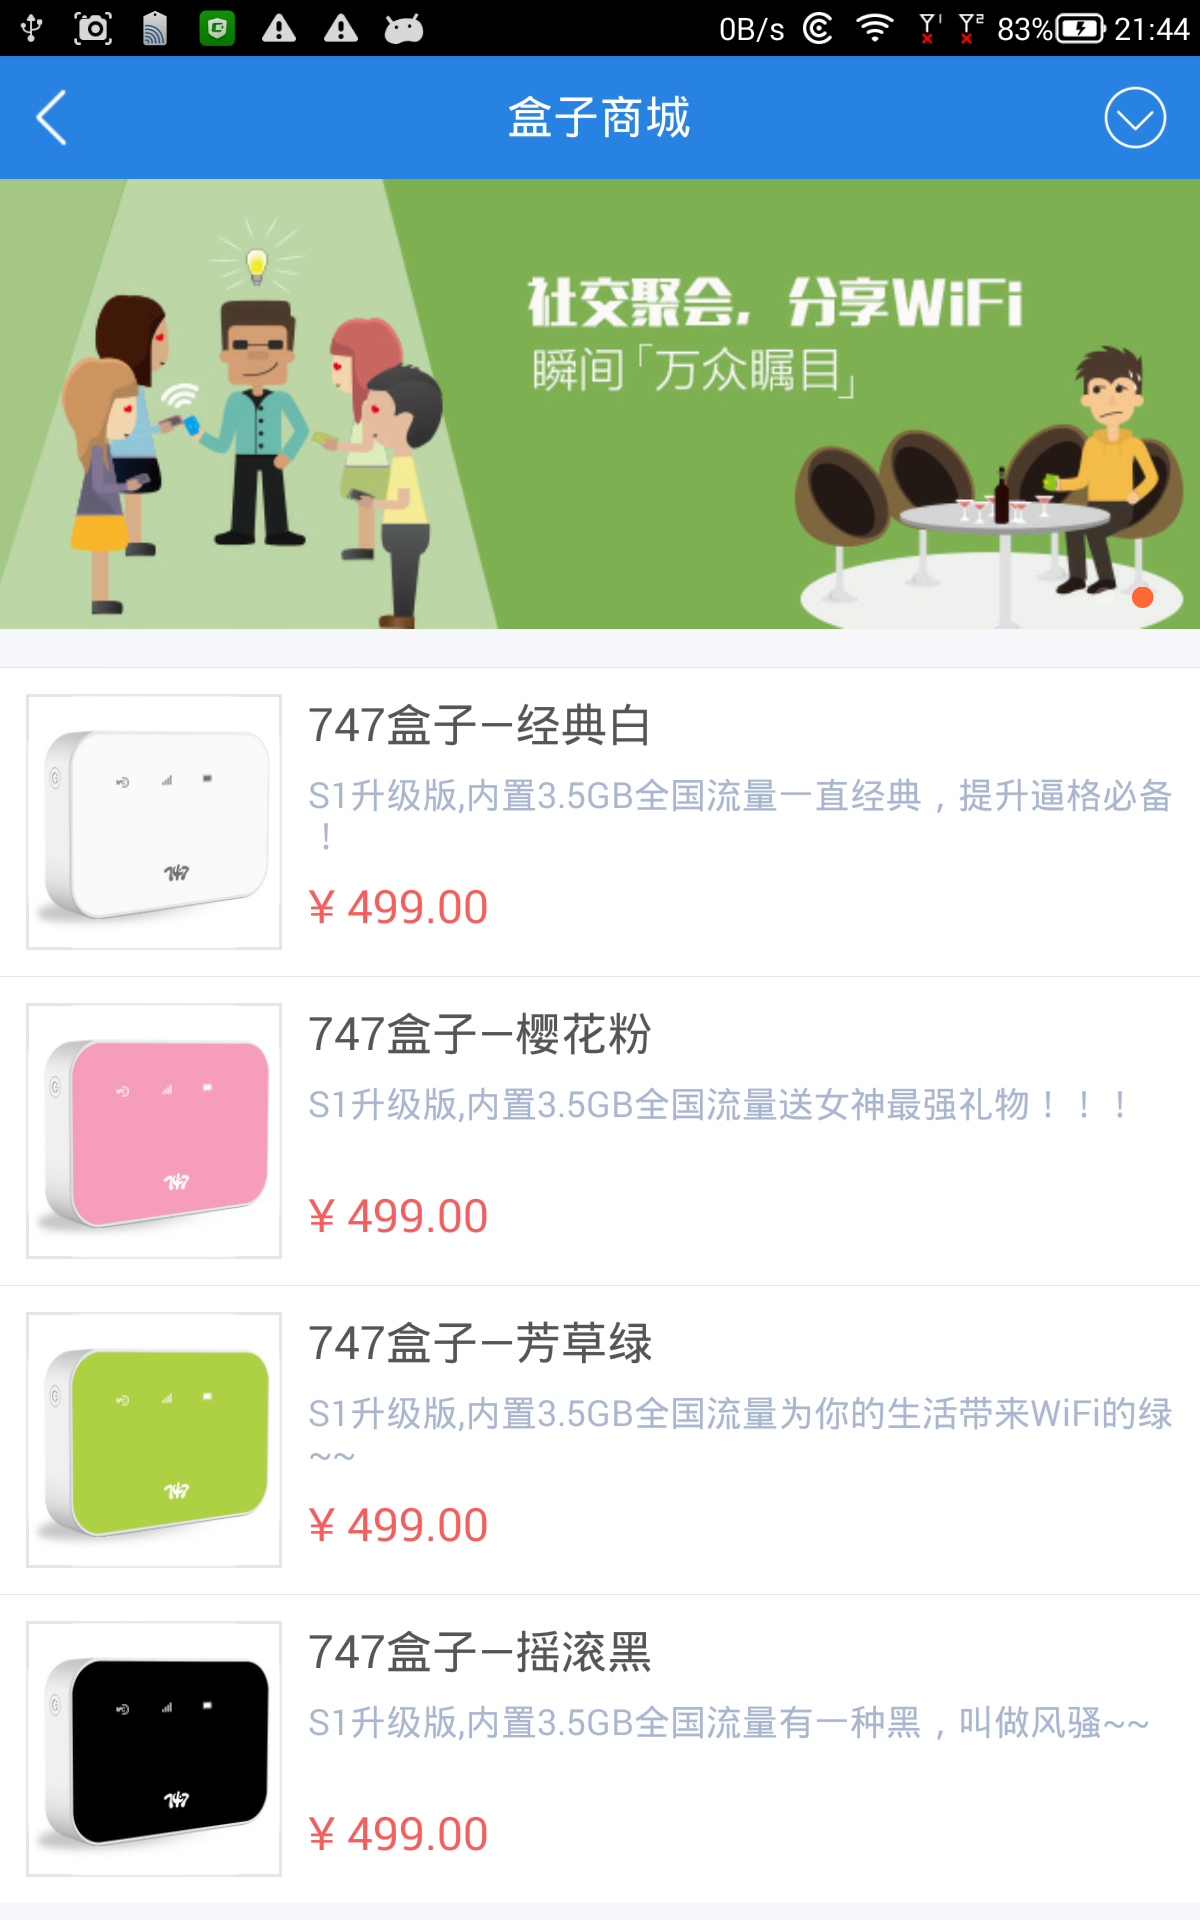 0B/s 83% 21:44
盒子商城
社交聚会，分享WiFi
瞬间「万众瞩目」
747盒子—经典白
S1升级版,内置3.5GB全国流量一直经典，提升逼格必备
！
¥ 499.00
747
747盒子—樱花粉
S1升级版,内置3.5GB全国流量送女神最强礼物！！！
¥ 499.00
747
747盒子—芳草绿
S1升级版,内置3.5GB全国流量为你的生活带来WiFi的绿
~~
¥ 499.00
747
747盒子—摇滚黑
S1升级版,内置3.5GB全国流量有一种黑，叫做风骚~~
¥ 499.00
747